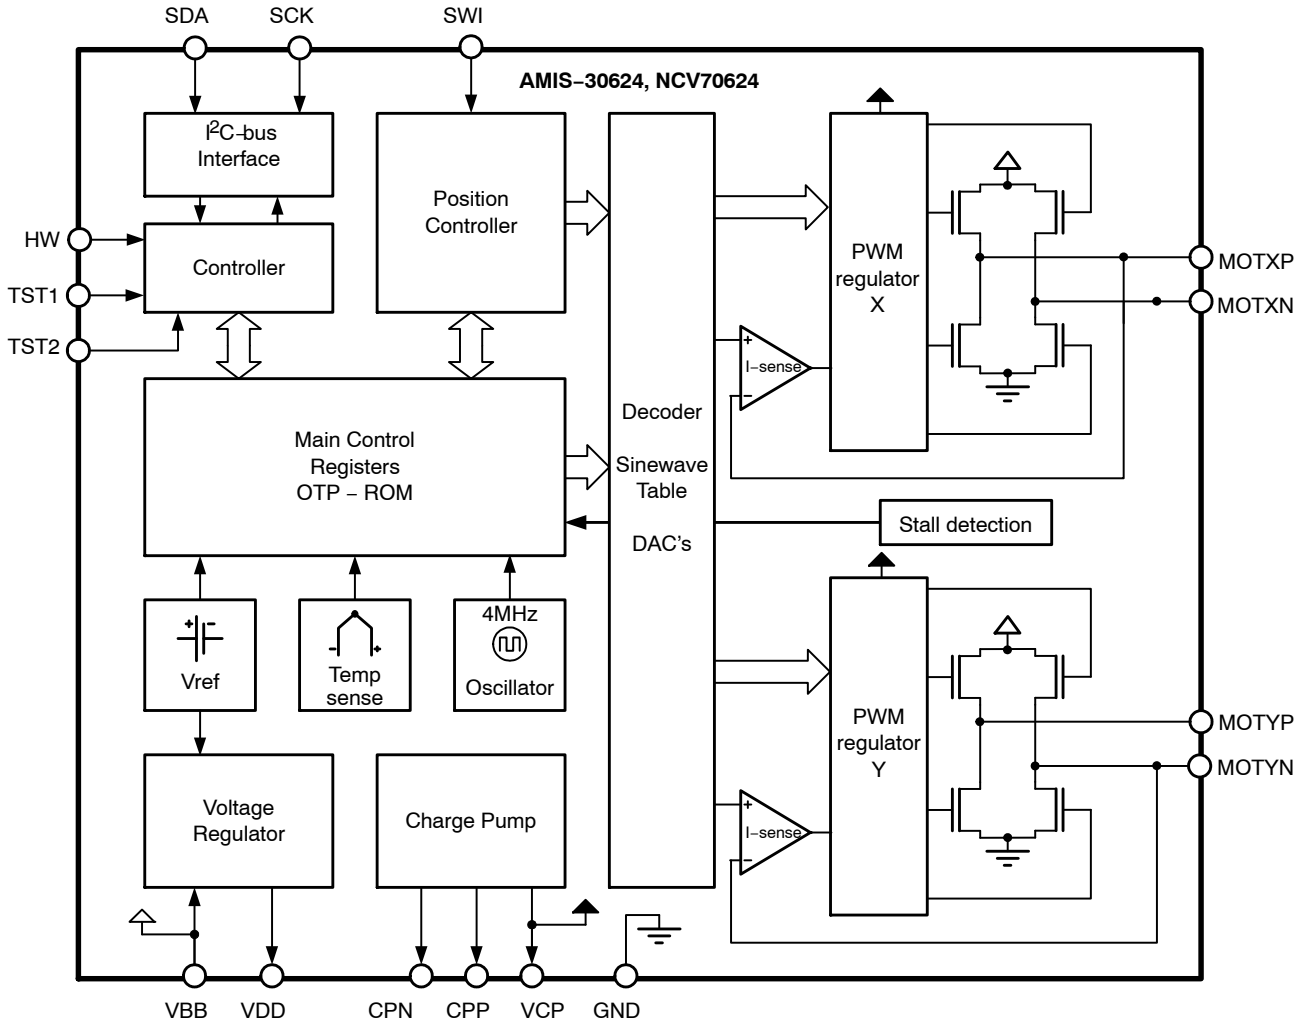 SDA
SCK
SWI
AMIS−30624, NCV70624
I2C−bus
Interface
Position
Controller
HW
Controller
TST1
TST2
PWM
regulator
X
MOTXP
MOTXN
+
I−sense
−
Main Control
Registers
OTP − ROM
Decoder
Sinewave
Table
DAC's
Stall detection
+ −
Vref
− +
Temp
sense
4MHz
Oscillator
PWM
regulator
Y
MOTYP
MOTYN
+
I−sense
−
Voltage
Regulator
Charge Pump
VBB
VDD
CPN
CPP
VCP
GND